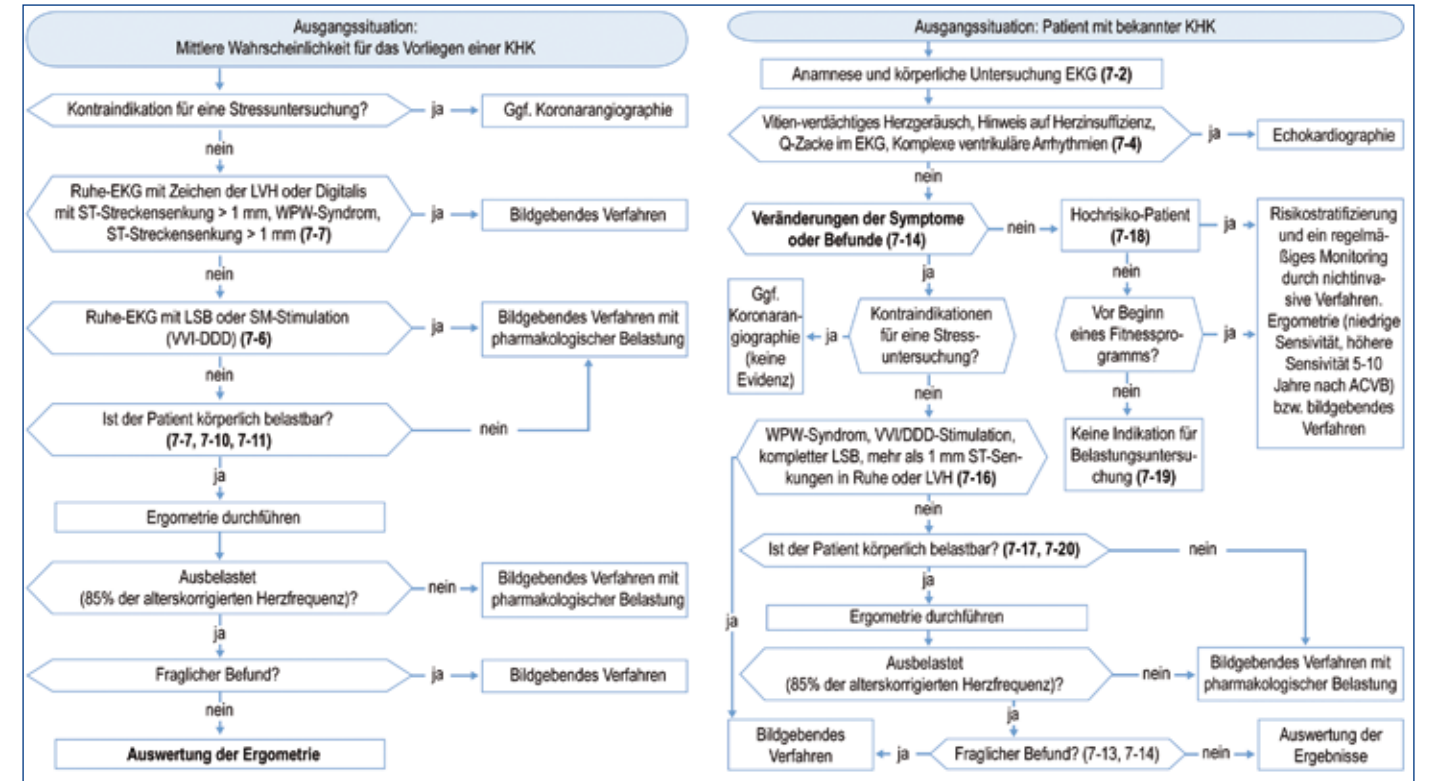 Ausgangssituation:
Mittlere Wahrscheinlichkeit für das Vorliegen einer KHK
Kontraindikation für eine Stressuntersuchung?
ja
Ggf. Koronarangiographie
nein
Ruhe-EKG mit Zeichen der LVH oder Digitalis
mit ST-Streckensenkung > 1 mm, WPW-Syndrom,
ST-Streckensenkung > 1 mm (7-7)
ja
Bildgebendes Verfahren
nein
Ruhe-EKG mit LSB oder SM-Stimulation
(VVI-DDD) (7-6)
ja
Bildgebendes Verfahren mit
pharmakologischer Belastung
nein
Ist der Patient körperlich belastbar?
(7-7, 7-10, 7-11)
nein
ja
Ergometrie durchführen
Ausbelastet
(85% der alterskorrigierten Herzfrequenz)?
nein
Bildgebendes Verfahren mit
pharmakologischer Belastung
ja
Fraglicher Befund?
ja
Bildgebendes Verfahren
nein
Auswertung der Ergometrie
Ausgangssituation: Patient mit bekannter KHK
Anamnese und körperliche Untersuchung EKG (7-2)
Vitien-verdächtiges Herzgeräusch, Hinweis auf Herzinsuffizienz,
Q-Zacke im EKG, Komplexe ventrikuläre Arrhythmien (7-4)
ja
Echokardiographie
nein
Veränderungen der Symptome
oder Befunde (7-14)
nein
Hochrisiko-Patient
(7-18)
ja
Risikostratifizierung
und ein regelmä-
ßiges Monitoring
durch nichtinva-
sive Verfahren.
Ergometrie (niedrige
Sensivität, höhere
Sensivität 5-10
Jahre nach ACVB)
bzw. bildgebendes
Verfahren
ja
nein
Kontraindikationen
für eine Stress-
untersuchung?
ja
Ggf.
Koronaran-
giographie
(keine
Evidenz)
Vor Beginn
eines Fitnesspro-
gramms?
ja
nein
nein
Keine Indikation für
Belastungsuntersu-
chung (7-19)
WPW-Syndrom, VVI/DDD-Stimulation,
kompletter LSB, mehr als 1 mm ST-Sen-
kungen in Ruhe oder LVH (7-16)
nein
ja
Ist der Patient körperlich belastbar? (7-17, 7-20)
nein
ja
Ergometrie durchführen
Ausbelastet
(85% der alterskorrigierten Herzfrequenz)?
nein
Bildgebendes Verfahren mit
pharmakologischer Belastung
ja
Bildgebendes
Verfahren
ja
Fraglicher Befund? (7-13, 7-14)
nein
Auswertung der
Ergebnisse